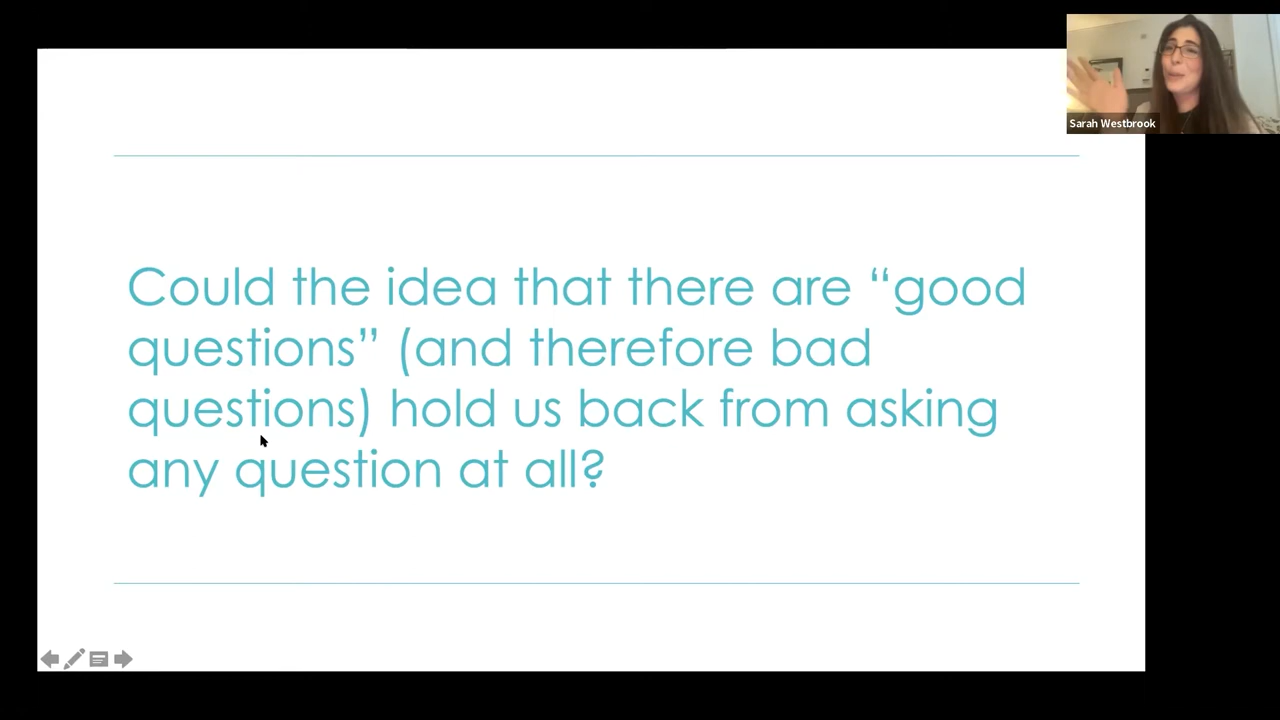 Sarah Westbrook
Could the idea that there are “good
questions” (and therefore bad
questions) hold us back from asking
any question at all?